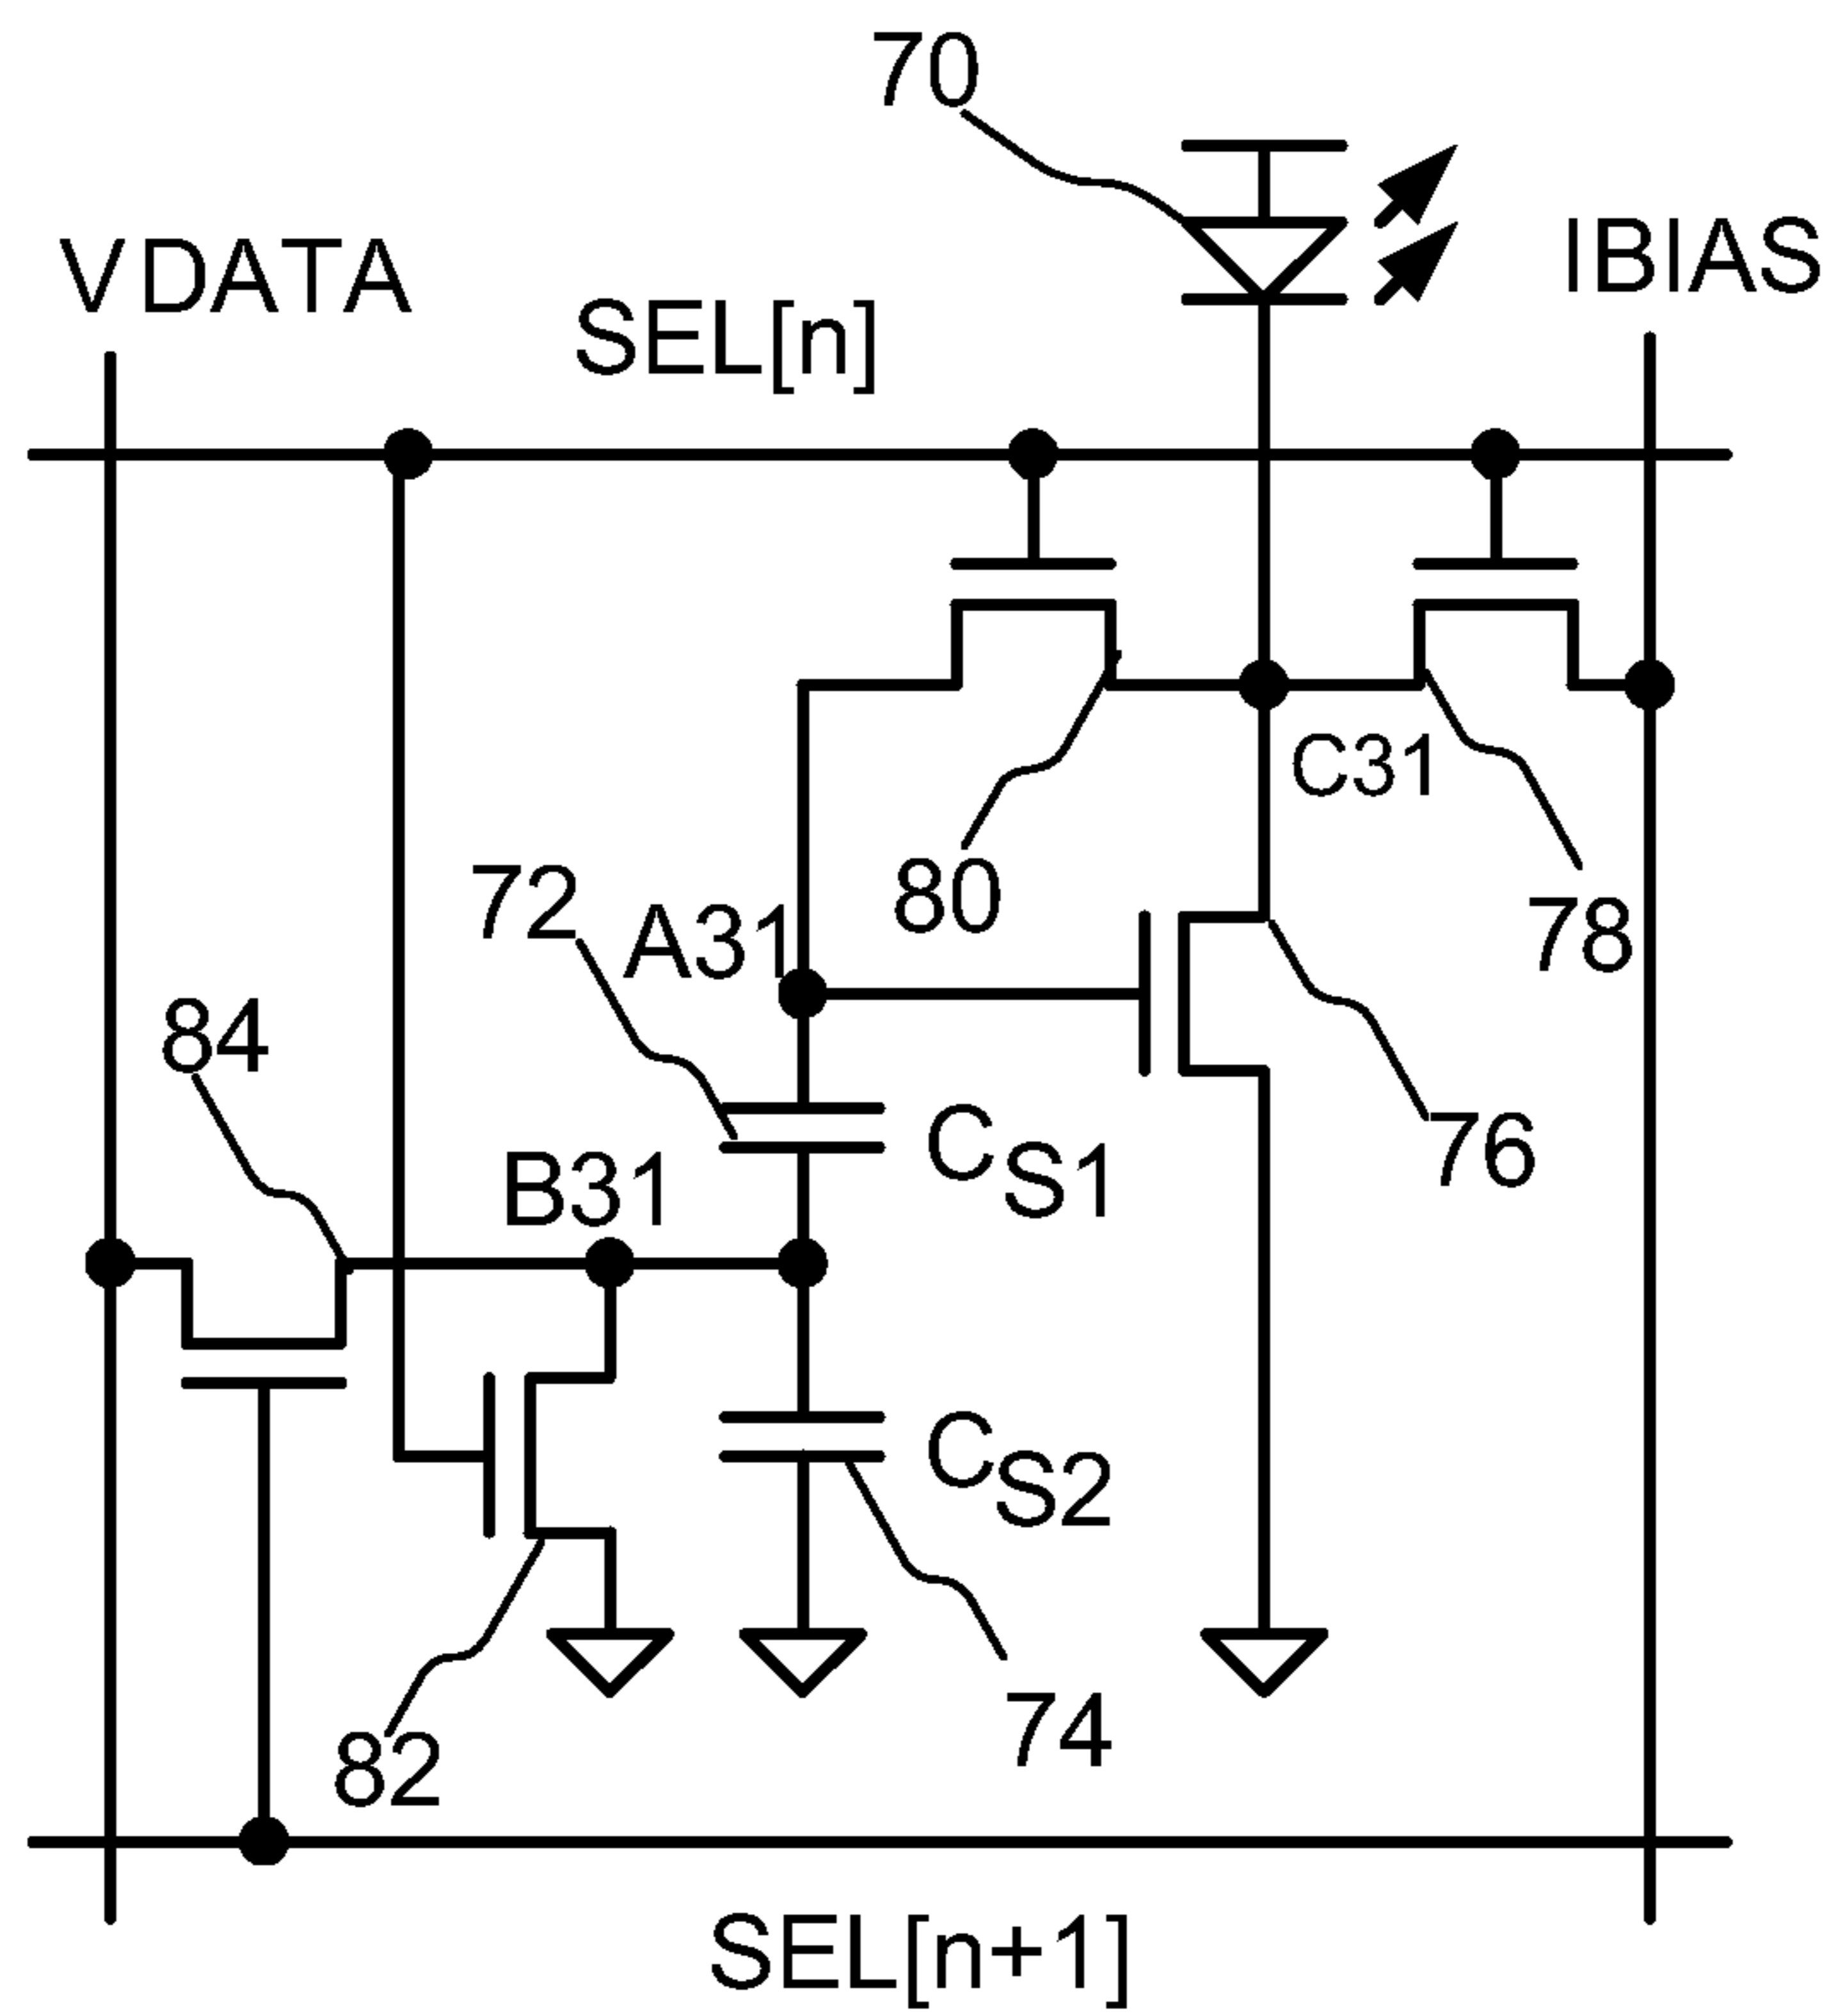 70
VDATA
IBIAS
SEL[n]
C31
72
A31
80
78
84
CS1
76
B31
CS2
74
82
SEL[n+1]